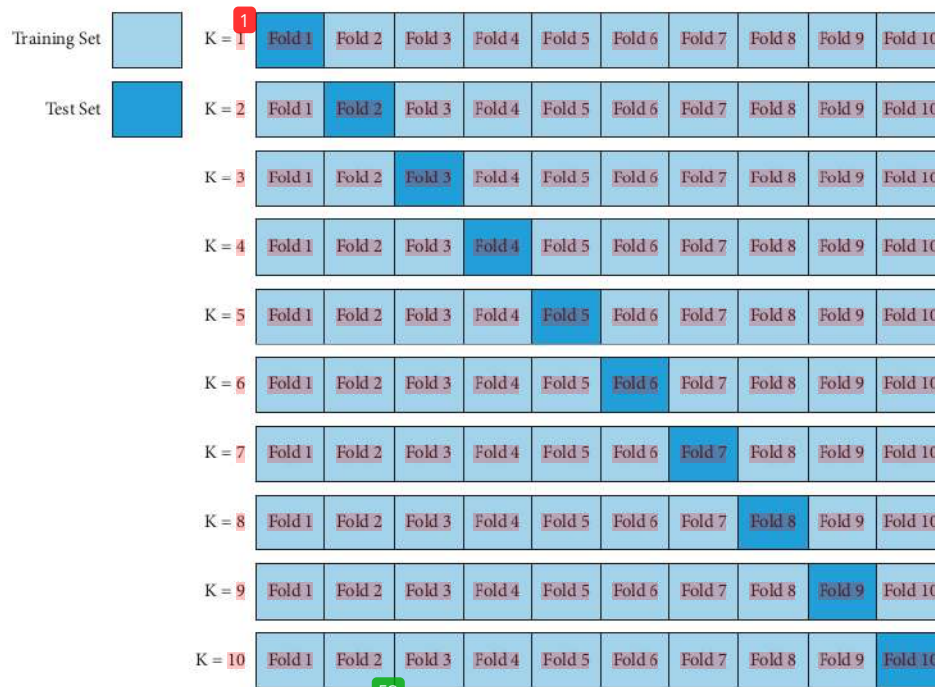 Training Set K = 1 Fold 1 Fold 2 Fold 3 Fold 4 Fold 5 Fold 6 Fold 7 Fold 8 Fold 9 Fold 10
1
Test Set K = 2 Fold 1 Fold 2 Fold 3 Fold 4 Fold 5 Fold 6 Fold 7 Fold 8 Fold 9 Fold 10
K = 3 Fold 1 Fold 2 Fold 3 Fold 4 Fold 5 Fold 6 Fold 7 Fold 8 Fold 9 Fold 10
K = 4 Fold 1 Fold 2 Fold 3 Fold 4 Fold 5 Fold 6 Fold 7 Fold 8 Fold 9 Fold 10
K = 5 Fold 1 Fold 2 Fold 3 Fold 4 Fold 5 Fold 6 Fold 7 Fold 8 Fold 9 Fold 10
K = 6 Fold 1 Fold 2 Fold 3 Fold 4 Fold 5 Fold 6 Fold 7 Fold 8 Fold 9 Fold 10
K = 7 Fold 1 Fold 2 Fold 3 Fold 4 Fold 5 Fold 6 Fold 7 Fold 8 Fold 9 Fold 10
K = 8 Fold 1 Fold 2 Fold 3 Fold 4 Fold 5 Fold 6 Fold 7 Fold 8 Fold 9 Fold 10
K = 9 Fold 1 Fold 2 Fold 3 Fold 4 Fold 5 Fold 6 Fold 7 Fold 8 Fold 9 Fold 10
K = 10 Fold 1 Fold 2 Fold 3 Fold 4 Fold 5 Fold 6 Fold 7 Fold 8 Fold 9 Fold 10